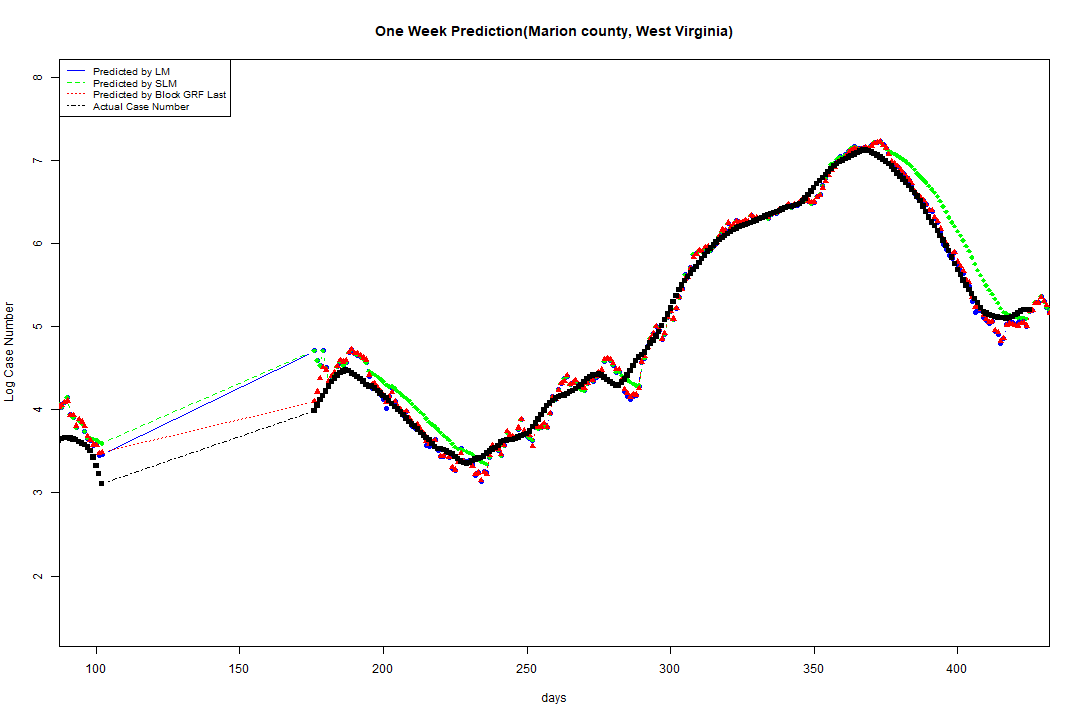 One Week Prediction(Marion county, West Virginia)
Predicted by LM
Predicted by SLM
Predicted by Block GRF Last
Actual Case Number
8
7
6
5
4
3
2
Log Case Number
100 150 200 250 300 350 400
days